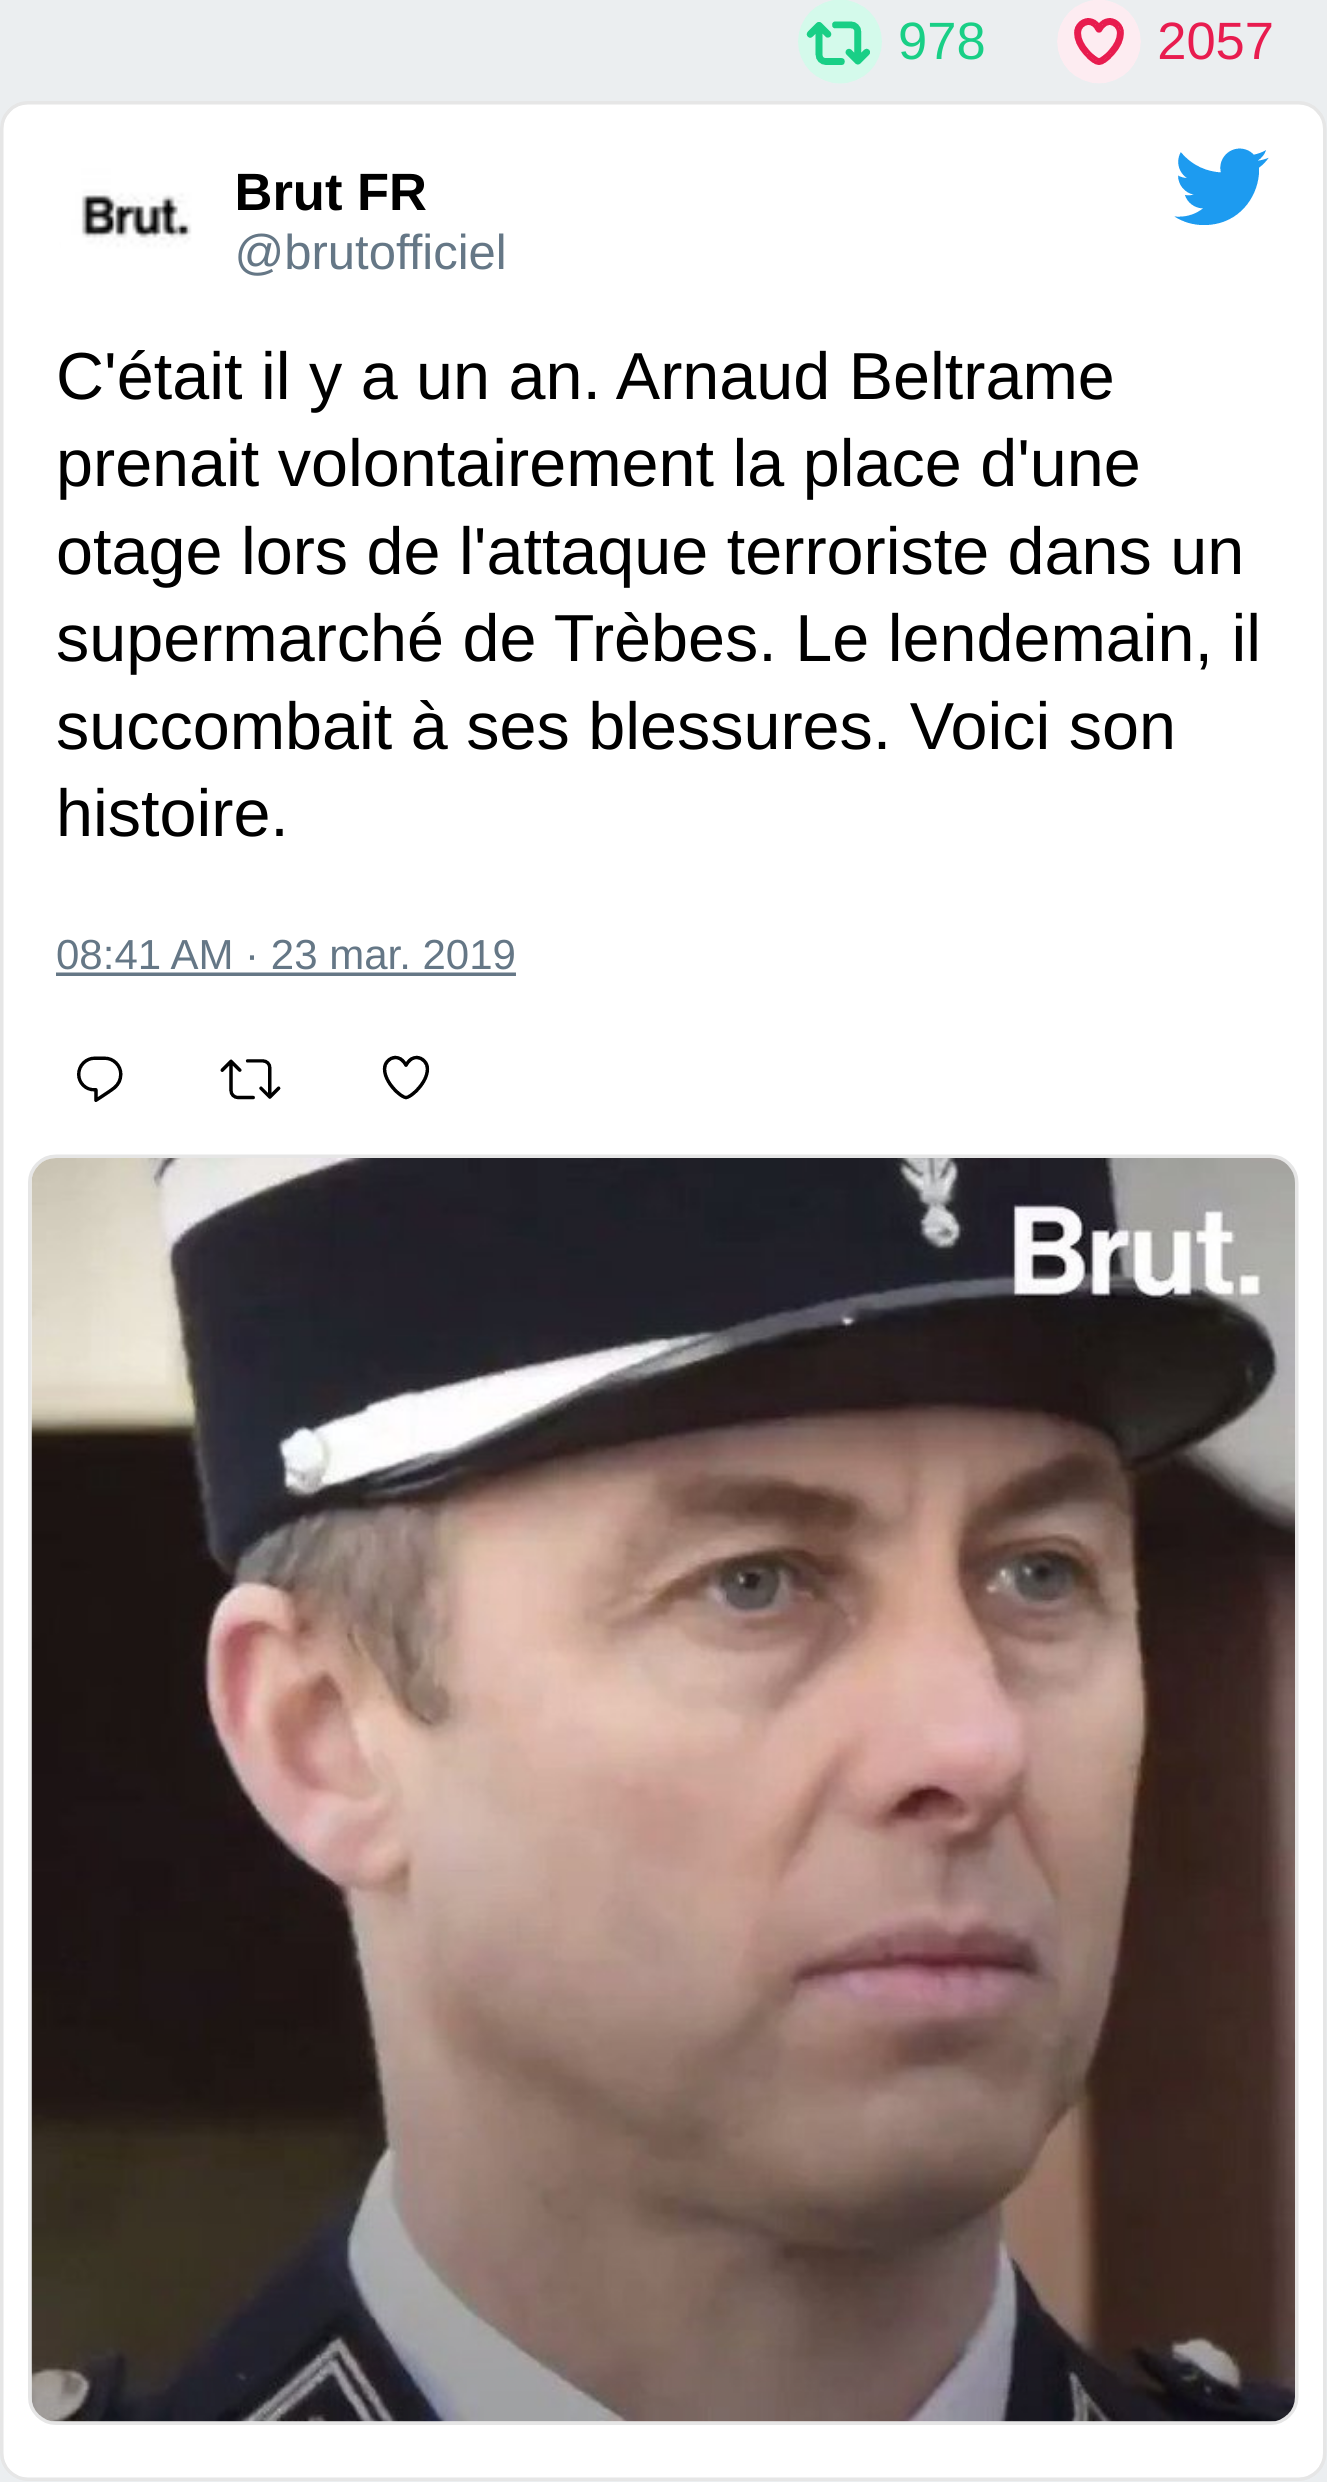 978 2057
Brut.
Brut FR
@brutofficiel
C'était il y a un an. Arnaud Beltrame
prenait volontairement la place d'une
otage lors de l'attaque terroriste dans un
supermarché de Trèbes. Le lendemain, il
succombait à ses blessures. Voici son
histoire.
08:41 AM · 23 mar. 2019
Brut.